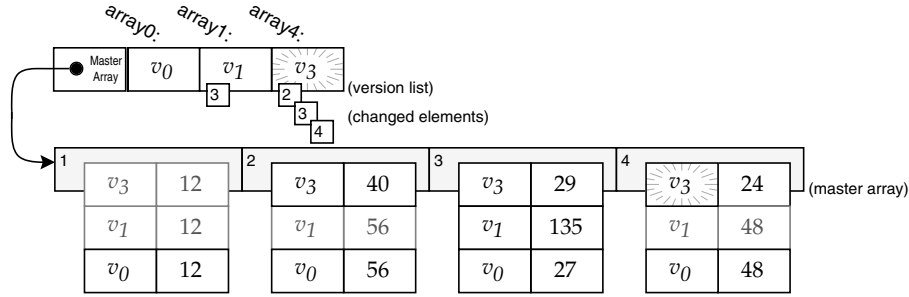 array0: array1: array4:
Master Array v0 v1 v3
(version list)
3 2
3
4
(changed elements)
1 2 3 4
v3 12 v3 40 v3 29 v3 24
(master array)
v1 12 v1 56 v1 135 v1 48
v0 12 v0 56 v0 27 v0 48